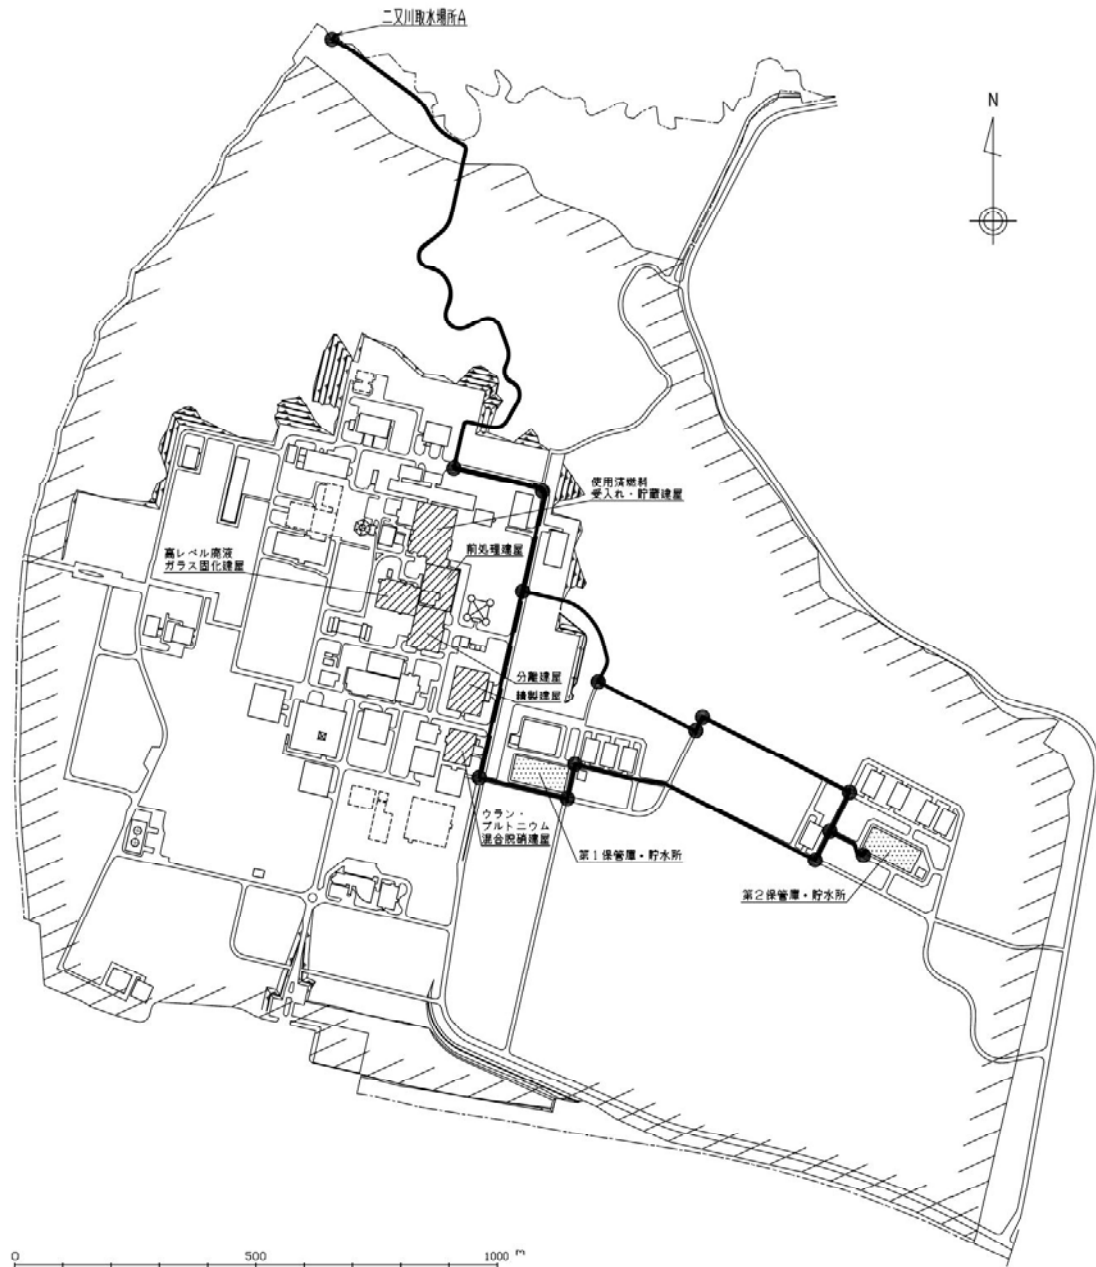 二又川取水場所A
N
使用済燃料
受入れ・貯蔵建屋
前処理建屋
高レベル廃液
ガラス固化建屋
分離建屋
精製建屋
ウラン・
プルトニウム
混合脱硝建屋
第1保管庫・貯水所
第2保管庫・貯水所
0 500 1000 m